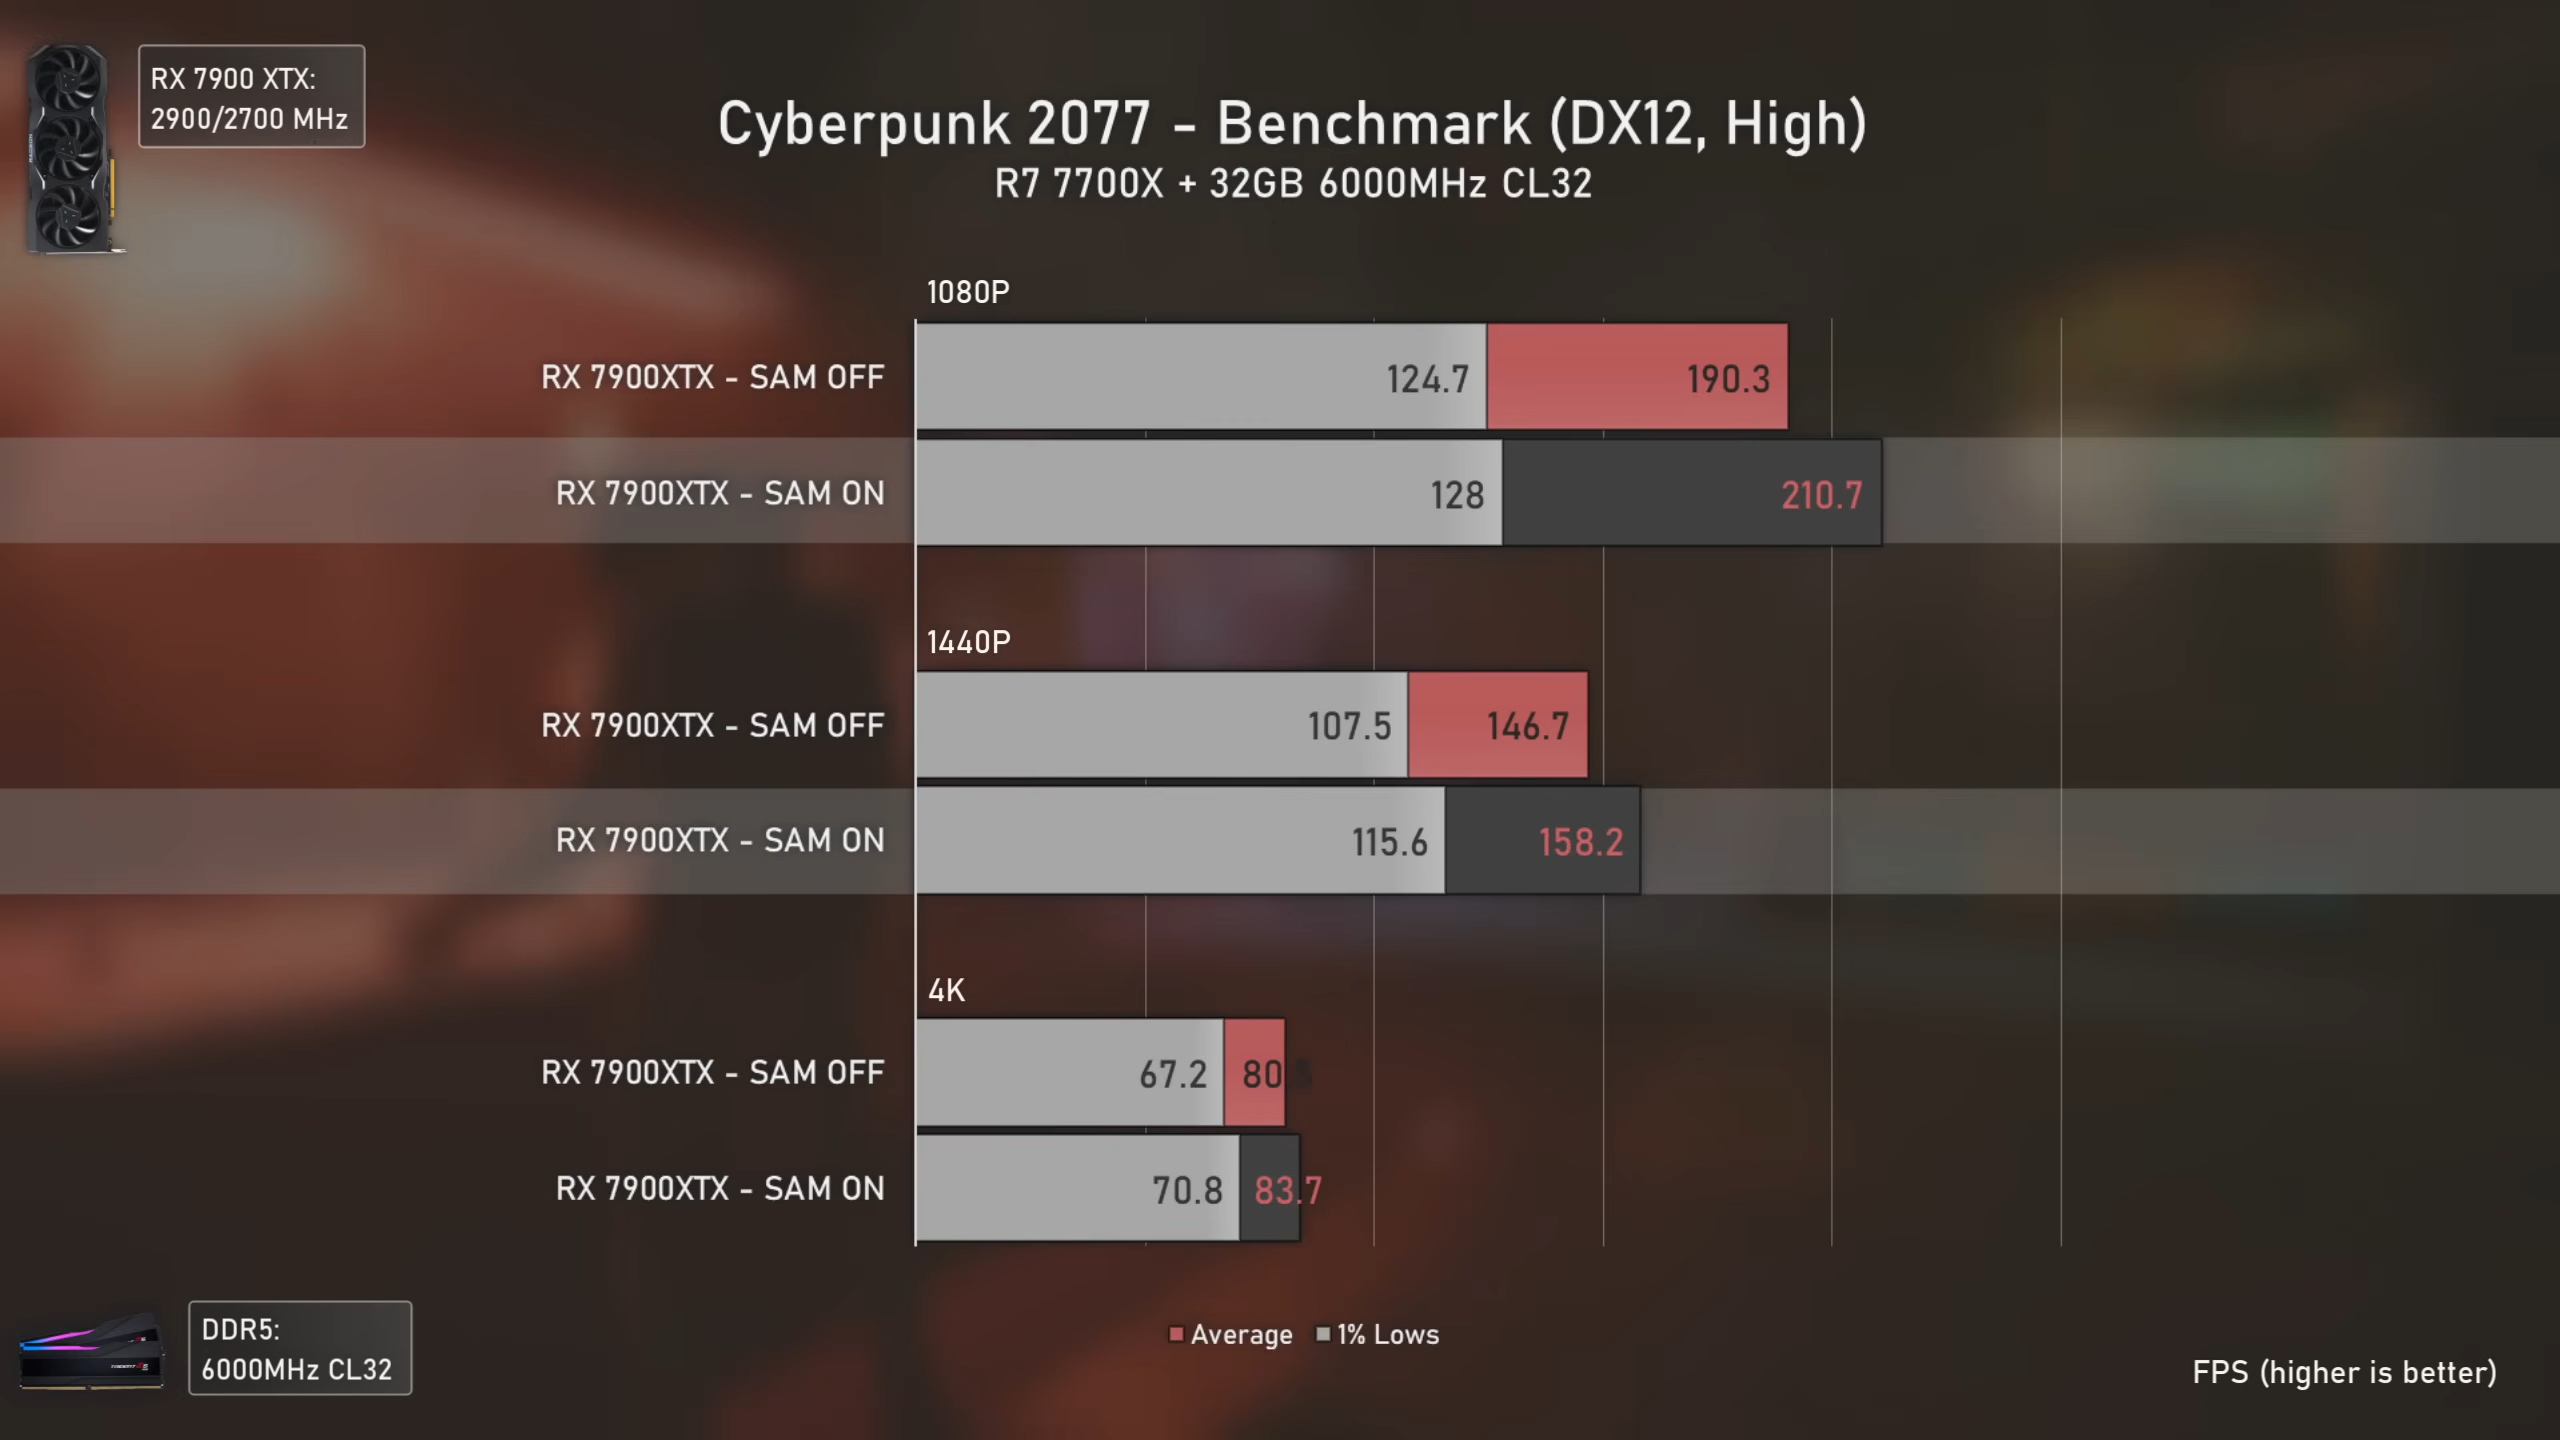 RX 7900 XTX:
2900/2700 MHz
Cyberpunk 2077 - Benchmark (DX12, High)
R7 7700X + 32GB 6000MHz CL32
1080P
RX 7900XTX - SAM OFF 124.7 190.3
RX 7900XTX - SAM ON 128 210.7
1440P
RX 7900XTX - SAM OFF 107.5 146.7
RX 7900XTX - SAM ON 115.6 158.2
4K
RX 7900XTX - SAM OFF 67.2
RX 7900XTX - SAM ON 70.8 83.7
DDR5:
6000MHz CL32
Average 1% Lows
FPS (higher is better)